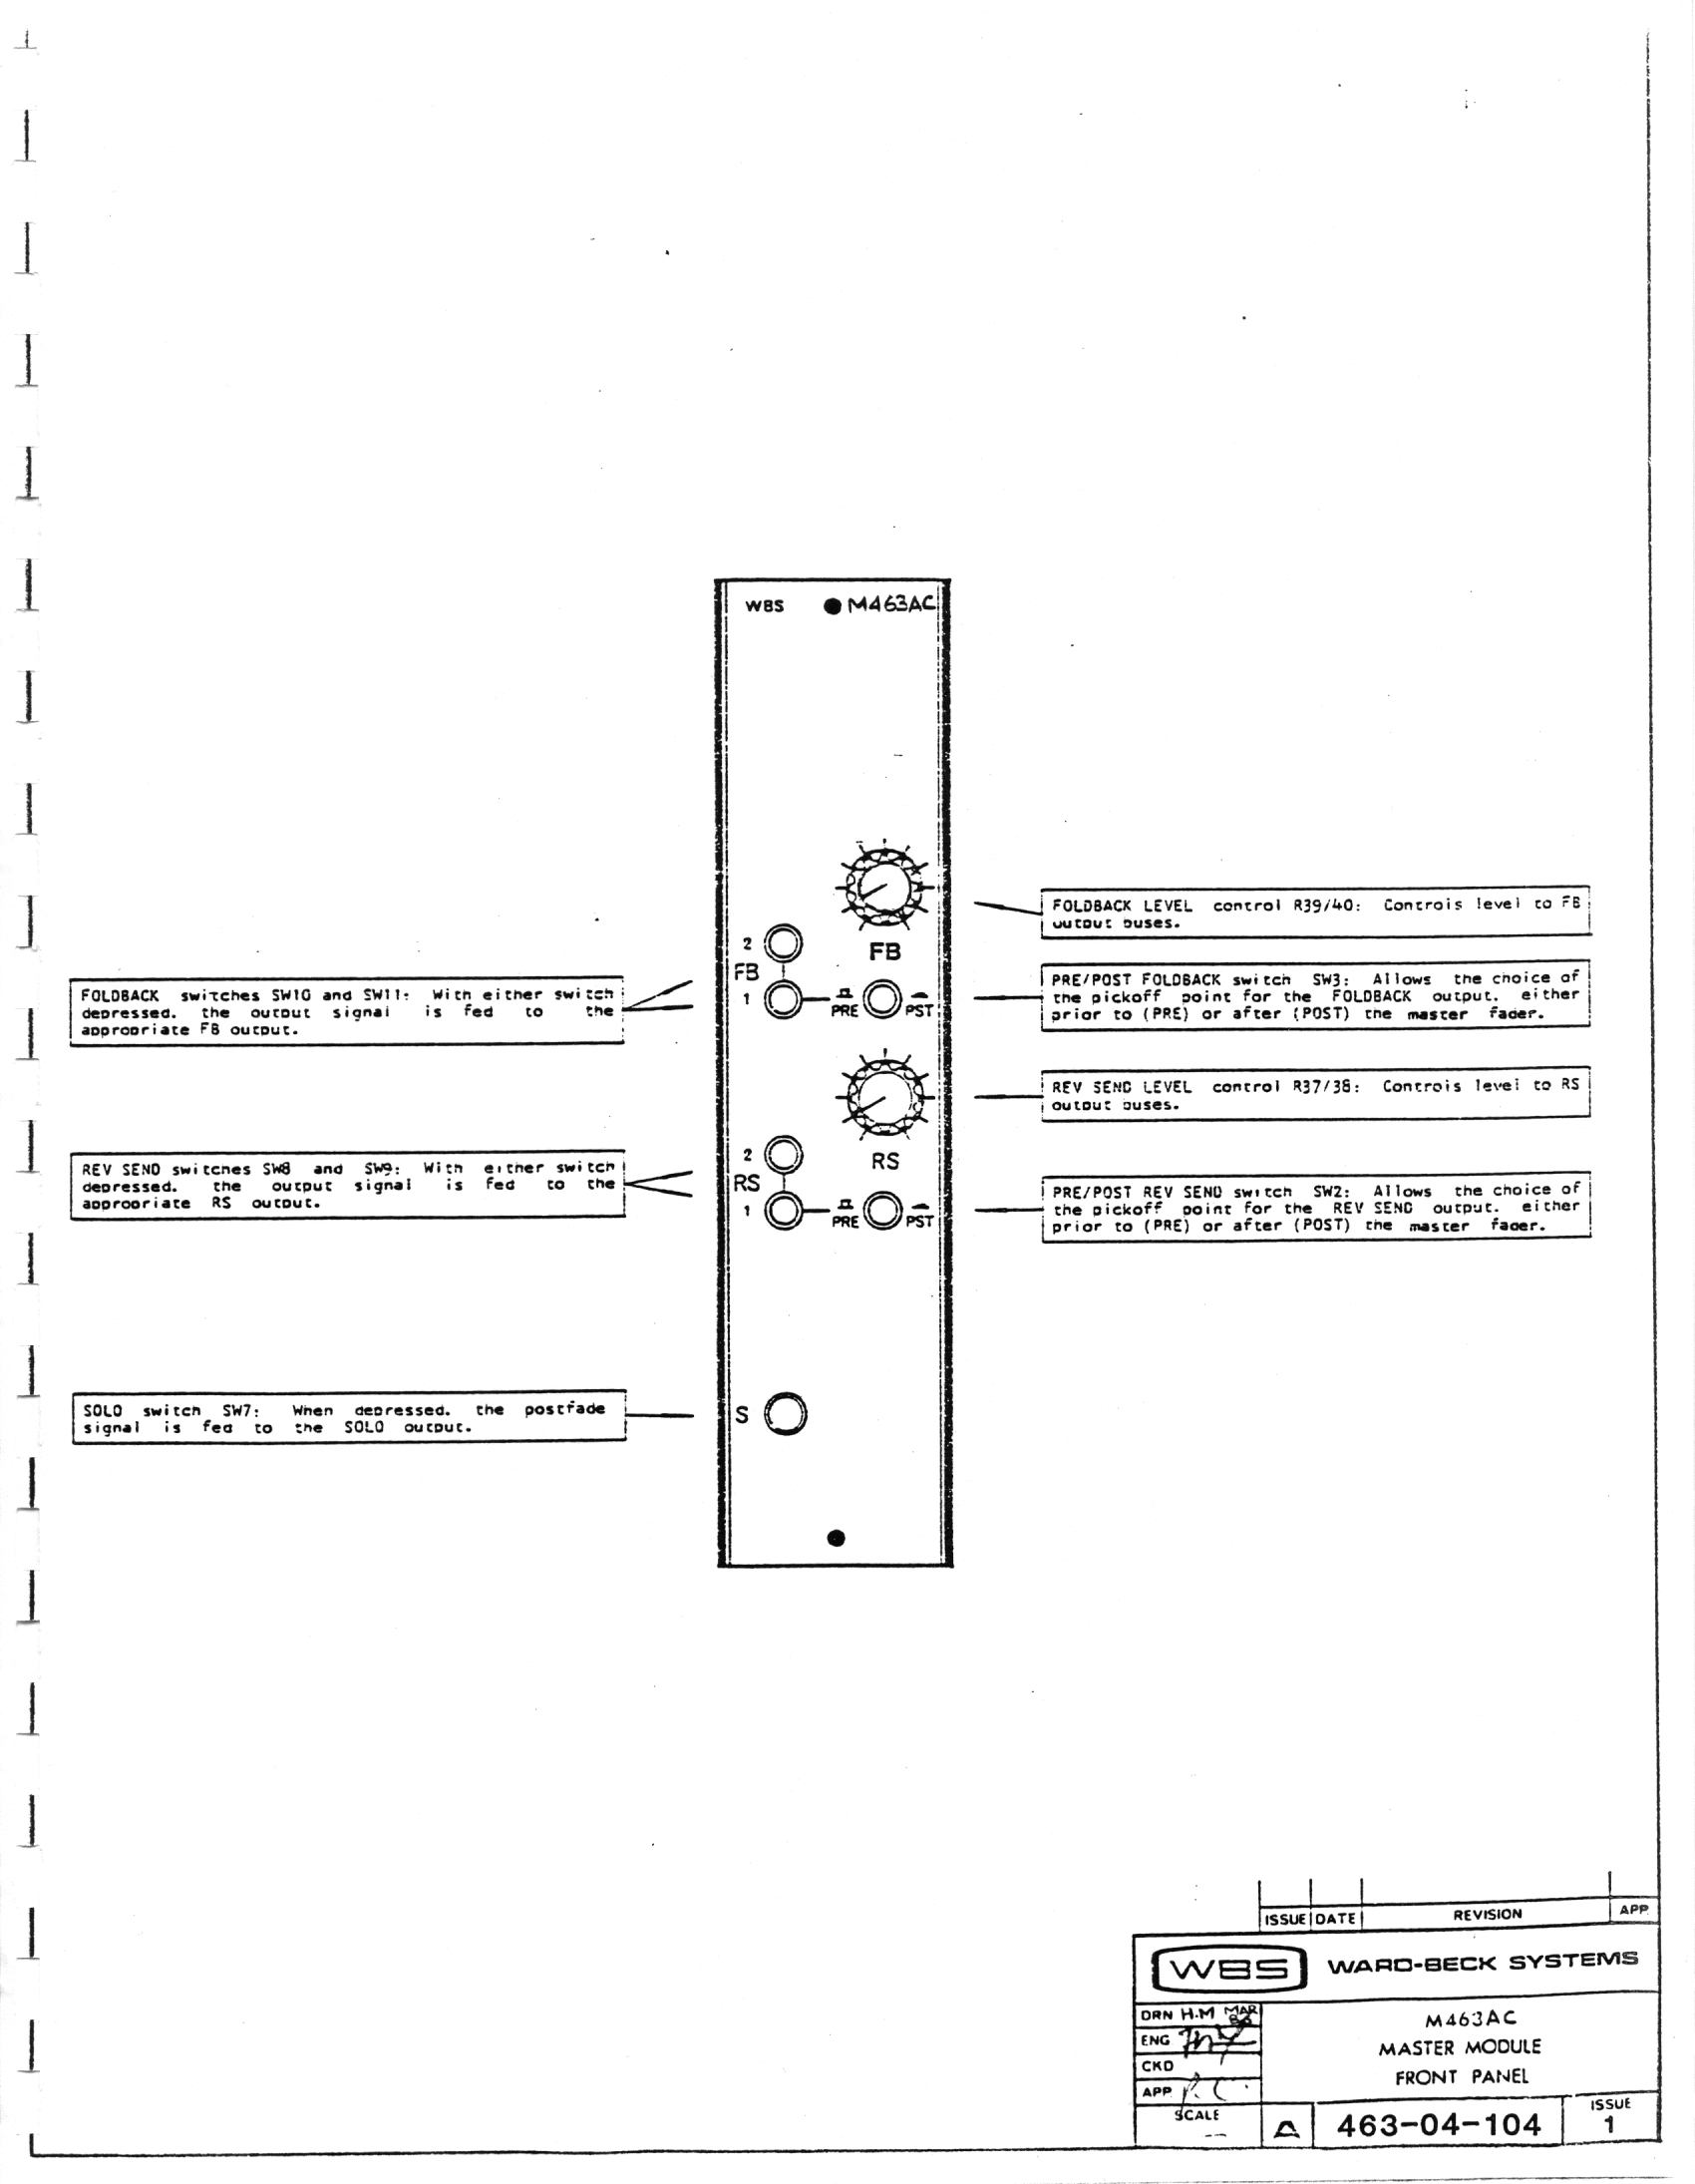 WBS ● M463AC
FB
2
FB
1
PRE
PST
RS
2
RS
1
PRE
PST
S
FOLDBACK switches SW10 and SW11: With either switch
depressed. the output signal is fed to the
appropriate FB output.
REV SEND switches SW8 and SW9: With either switch
depressed. the output signal is fed to the
appropriate RS output.
SOLO switch SW7: When depressed. the postfade
signal is fed to the SOLO output.
FOLDBACK LEVEL control R39/40: Controls level to FB
output buses.
PRE/POST FOLDBACK switch SW3: Allows the choice of
the pickoff point for the FOLDBACK output. either
prior to (PRE) or after (POST) the master fader.
REV SEND LEVEL control R37/38: Controls level to RS
output buses.
PRE/POST REV SEND switch SW2: Allows the choice of
the pickoff point for the REV SEND output. either
prior to (PRE) or after (POST) the master fader.
ISSUE DATE REVISION APP.
WBS WARD-BECK SYSTEMS
DRN H.M MAR
ENG
CKD
APP.
SCALE
--
M463AC
MASTER MODULE
FRONT PANEL
A 463-04-104
ISSUE
1